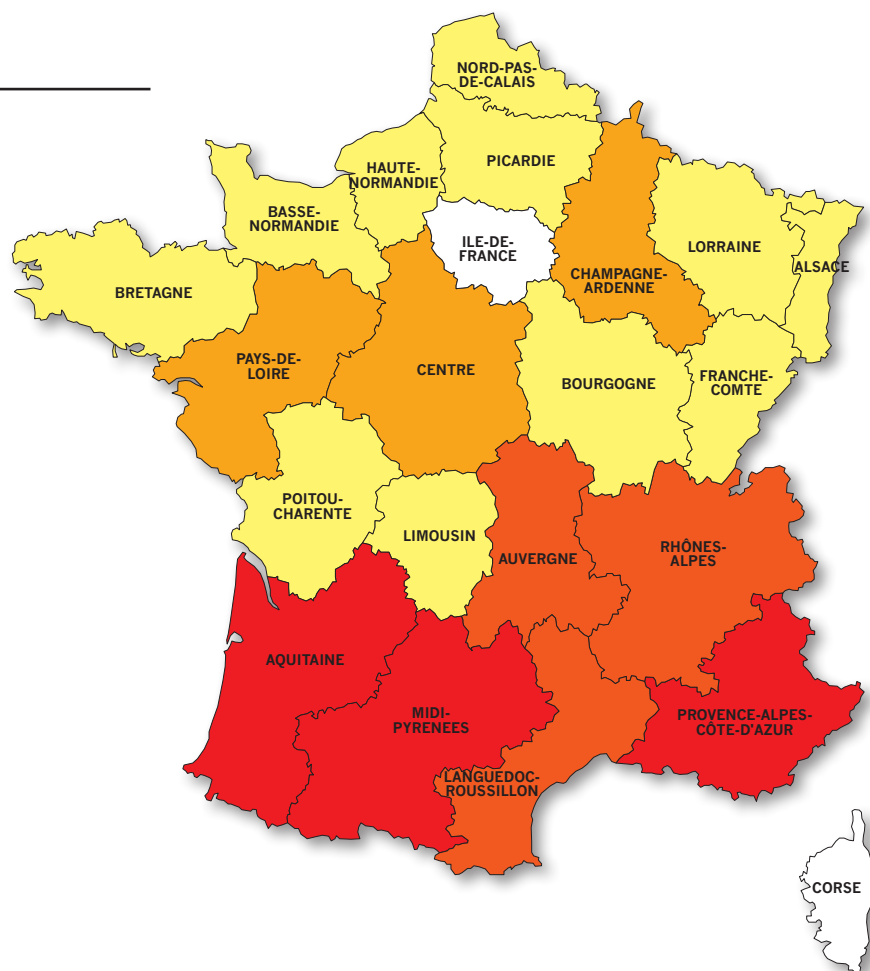 NORD-PAS-
DE-CALAIS
PICARDIE
HAUTE-
NORMANDIE
BASSE-
NORMANDIE
ILE-DE-
FRANCE
LORRAINE
ALSACE
CHAMPAGNE-
ARDENNE
BRETAGNE
PAYS-DE-
LOIRE
CENTRE
BOURGOGNE
FRANCHE-
COMTE
POITOU-
CHARENTE
LIMOUSIN
AUVERGNE
RHÔNES-
ALPES
AQUITAINE
MIDI-
PYRENEES
PROVENCE-ALPES-
CÔTE-D'AZUR
LANGUEDOC-
ROUSSILLON
CORSE